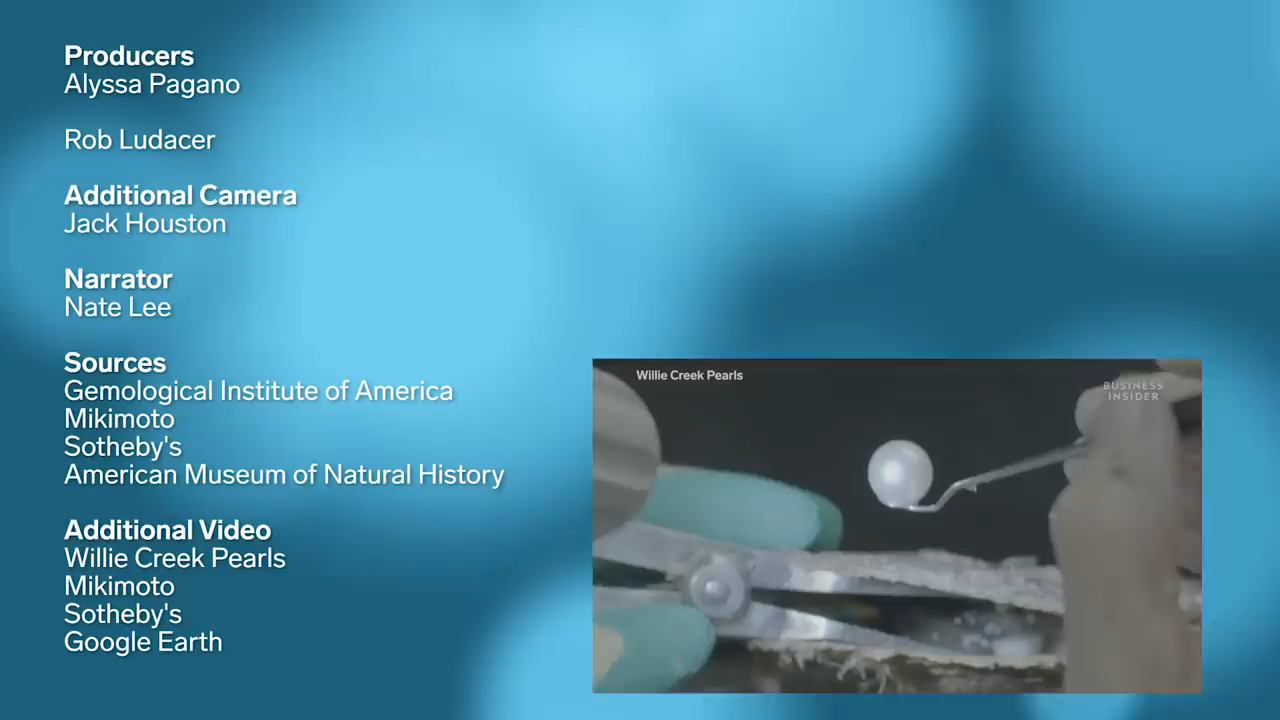 Producers
Alyssa Pagano
Rob Ludacer
Additional Camera
Jack Houston
Narrator
Nate Lee
Sources
Gemological Institute of America
Mikimoto
Sotheby's
American Museum of Natural History
Additional Video
Willie Creek Pearls
Mikimoto
Sotheby's
Google Earth
Willie Creek Pearls
BUSINESS
INSIDER